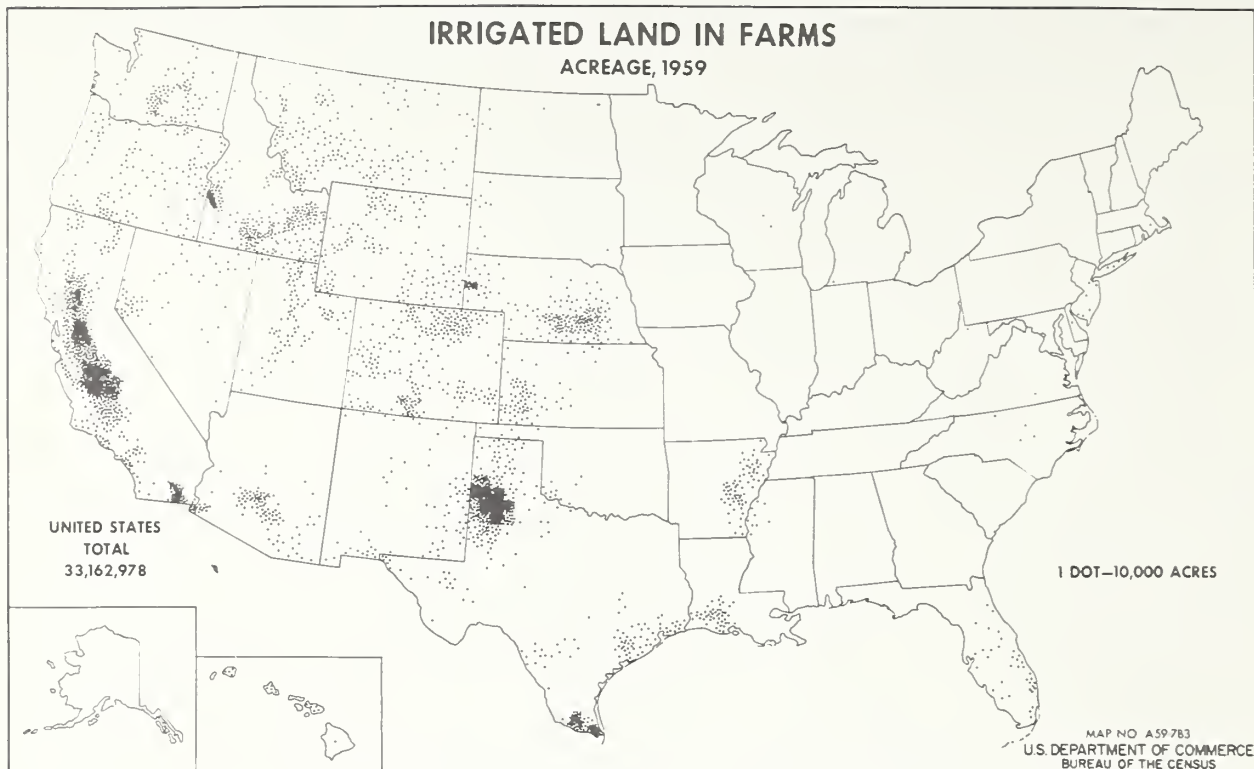 IRRIGATED LAND IN FARMS
ACREAGE, 1959
UNITED STATES
TOTAL
33,162,978
1 DOT—10,000 ACRES
MAP NO A59-783
U.S. DEPARTMENT OF COMMERCE
BUREAU OF THE CENSUS